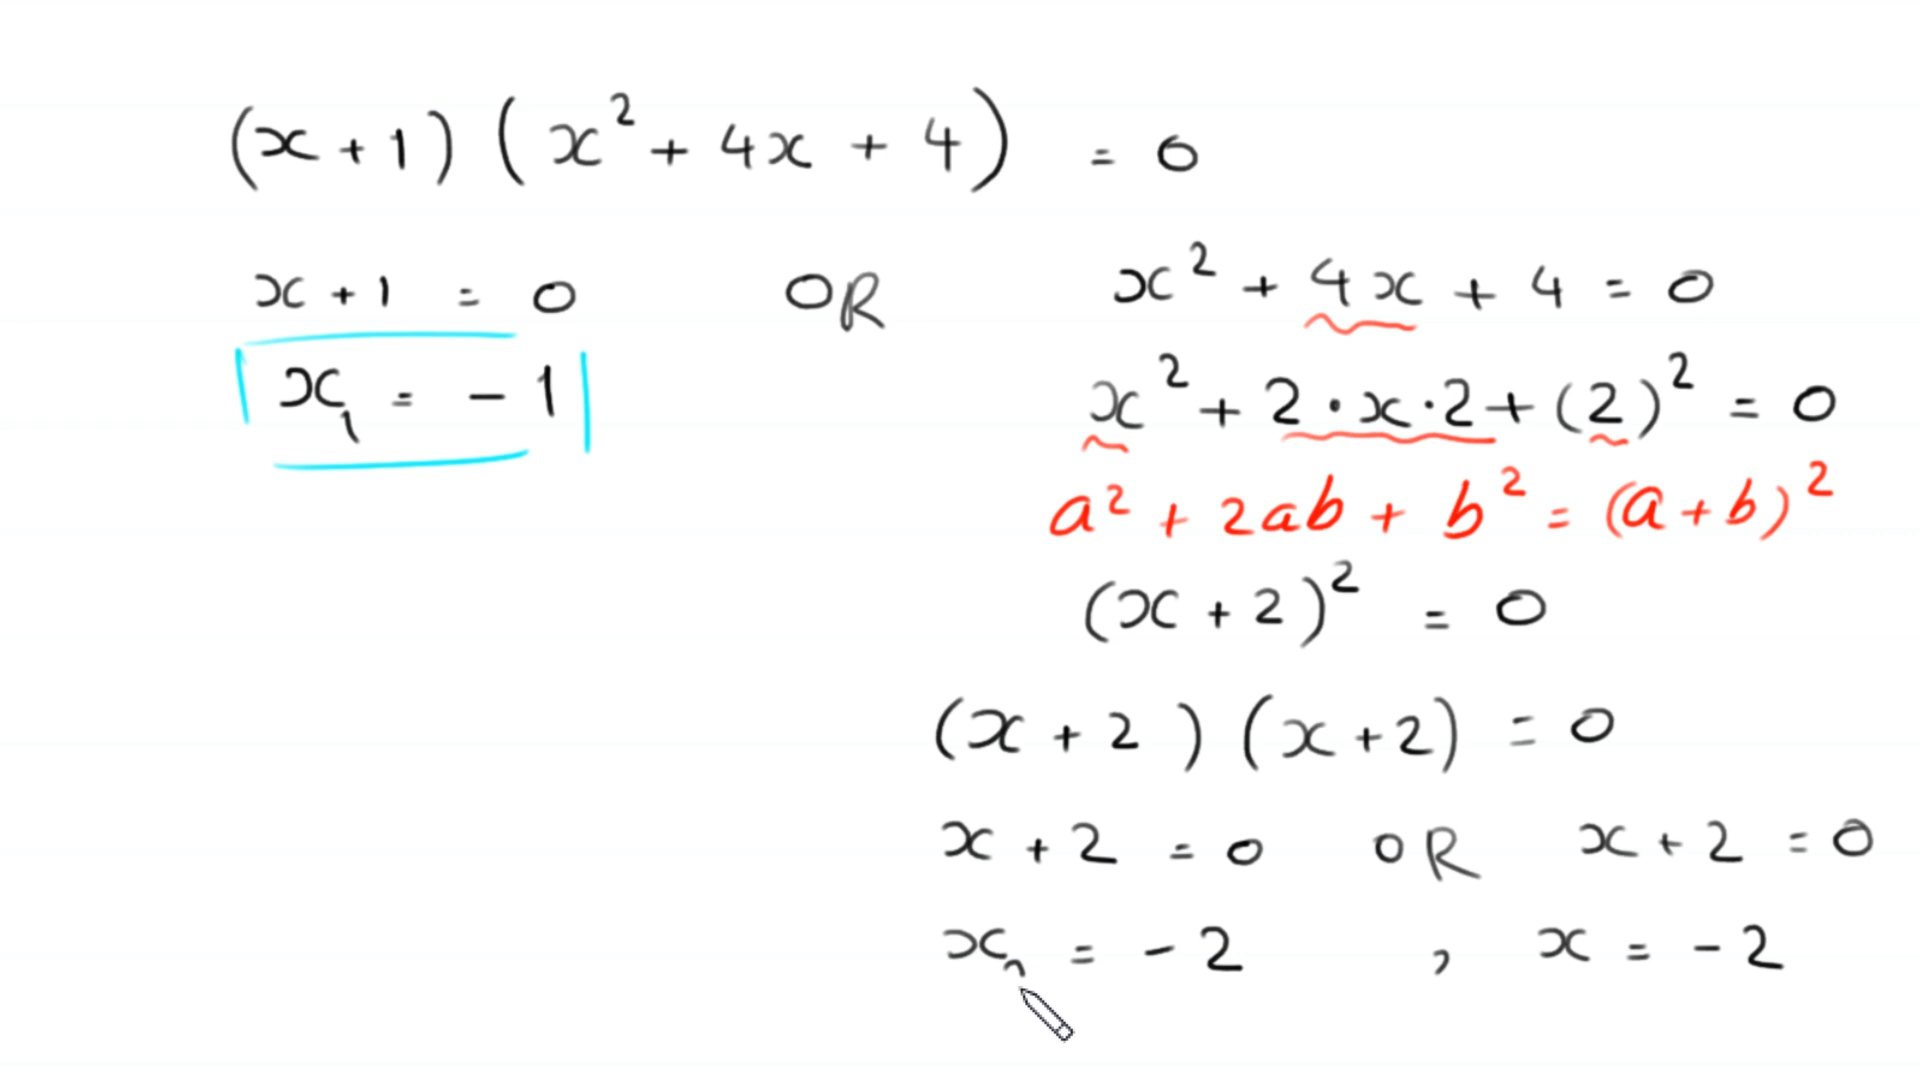 (x + 1) (x² + 4x + 4) = 0
x + 1 = 0 OR x² + 4x + 4 = 0
x₁ = - 1
x² + 2 · x · 2 + (2)² = 0
a² + 2ab + b² = (a + b)²
(x + 2)² = 0
(x + 2) (x + 2) = 0
x + 2 = 0 OR x + 2 = 0
x = - 2 , x = - 2